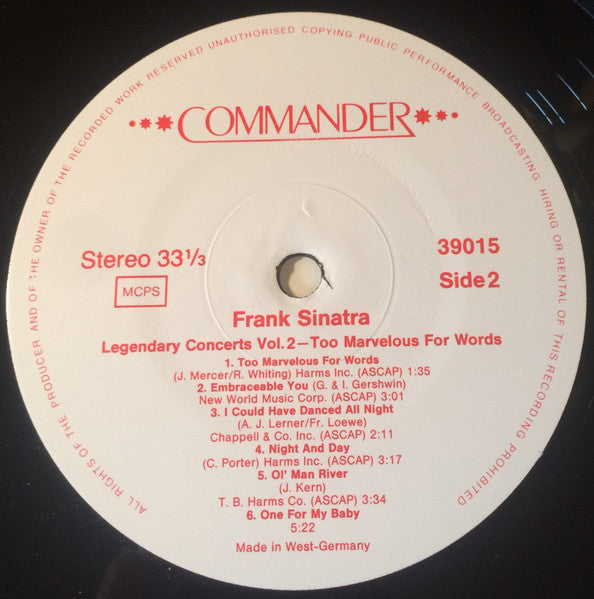 ALL RIGHTS OF THE PRODUCER AND OF THE OWNER OF THE RECORDED WORK RESERVED UNAUTHORISED COPYING PUBLIC PERFORMANCE BROADCASTING HIRING OR RENTAL OF THIS RECORDING PROHIBITED
COMMANDER
Stereo 33⅓
MCPS
39015
Side 2
Frank Sinatra
Legendary Concerts Vol. 2 – Too Marvelous For Words
1. Too Marvelous For Words
(J. Mercer/R. Whiting) Harms Inc. (ASCAP) 1:35
2. Embraceable You (G. & I. Gershwin)
New World Music Corp. (ASCAP) 3:01
3. I Could Have Danced All Night
(A. J. Lerner/Fr. Loewe)
Chappell & Co. Inc. (ASCAP) 2:11
4. Night And Day
(C. Porter) Harms Inc. (ASCAP) 3:17
5. Ol' Man River
(J. Kern)
T. B. Harms Co. (ASCAP) 3:34
6. One For My Baby
5:22
Made in West-Germany